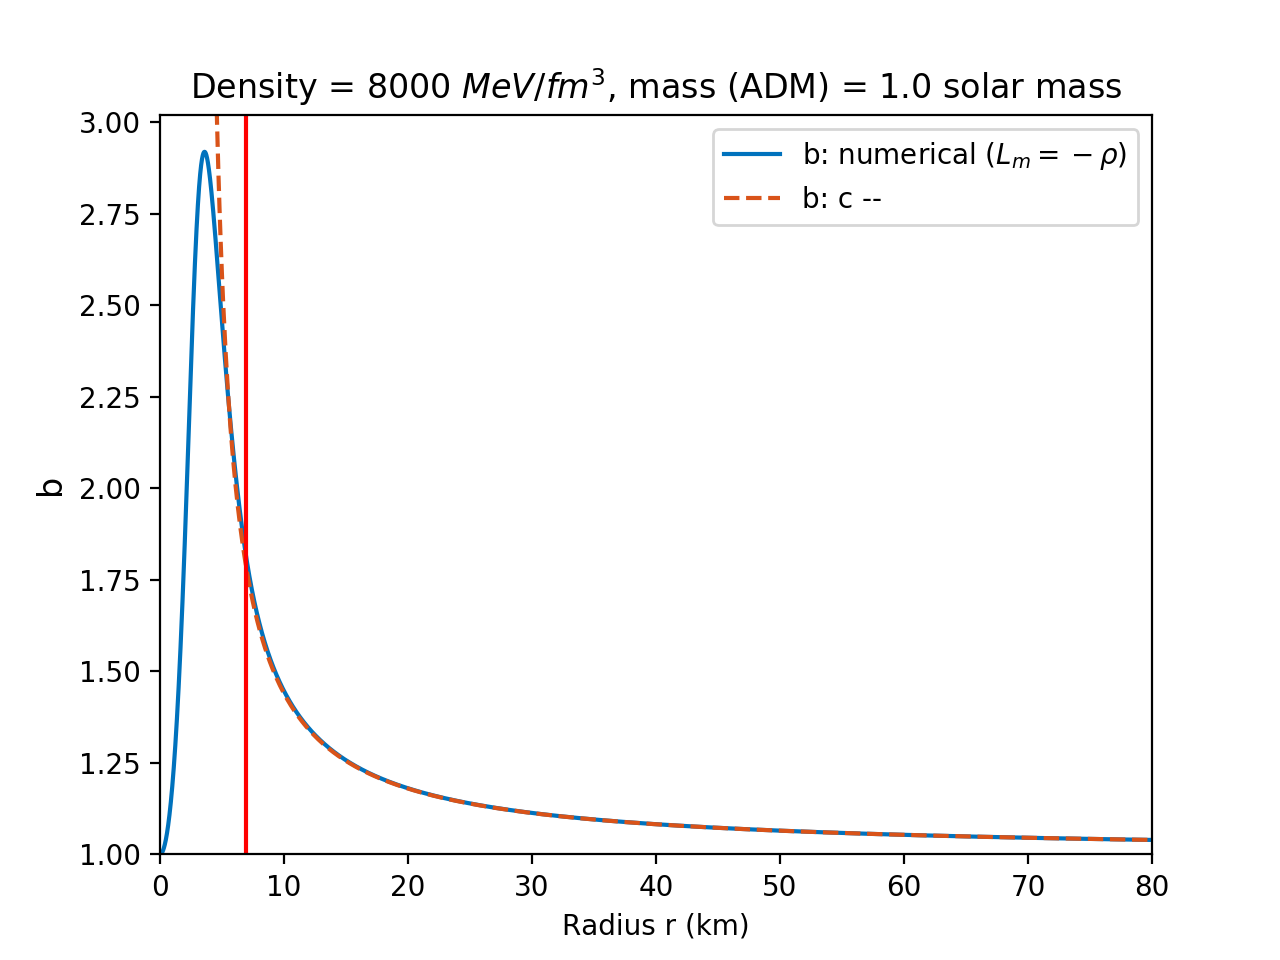 Density = 8000 MeV/fm³, mass (ADM) = 1.0 solar mass
b: numerical (Lₘ = −ρ)
b: c --
3.00
2.75
2.50
2.25
2.00
1.75
1.50
1.25
1.00
b
0 10 20 30 40 50 60 70 80
Radius r (km)